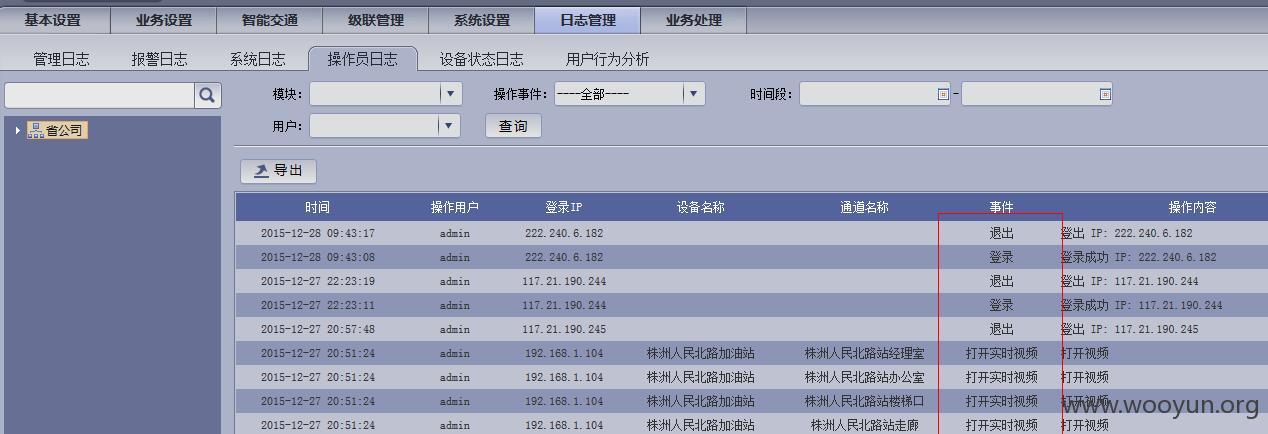 基本设置 业务设置 智能交通 级联管理 系统设置 日志管理 业务处理
管理日志 报警日志 系统日志 操作员日志 设备状态日志 用户行为分析
模块: 操作事件: ----全部---- 时间段: -
省公司
用户: 查询
导出
时间 操作用户 登录IP 设备名称 通道名称 事件 操作内容
2015-12-28 09:43:17 admin 222.240.6.182 退出 登出 IP: 222.240.6.182
2015-12-28 09:43:08 admin 222.240.6.182 登录 登录成功 IP: 222.240.6.182
2015-12-27 22:23:19 admin 117.21.190.244 退出 登出 IP: 117.21.190.244
2015-12-27 22:23:11 admin 117.21.190.244 登录 登录成功 IP: 117.21.190.244
2015-12-27 20:57:48 admin 117.21.190.245 退出 登出 IP: 117.21.190.245
2015-12-27 20:51:24 admin 192.168.1.104 株洲人民北路加油站 株洲人民北路站经理室 打开实时视频 打开视频
2015-12-27 20:51:24 admin 192.168.1.104 株洲人民北路加油站 株洲人民北路站办公室 打开实时视频 打开视频
2015-12-27 20:51:24 admin 192.168.1.104 株洲人民北路加油站 株洲人民北路站楼梯口 打开实时视频 打开视频
2015-12-27 20:51:24 admin 192.168.1.104 株洲人民北路加油站 株洲人民北路站走廊 打开实时视频 打开视频
www.wooyun.org